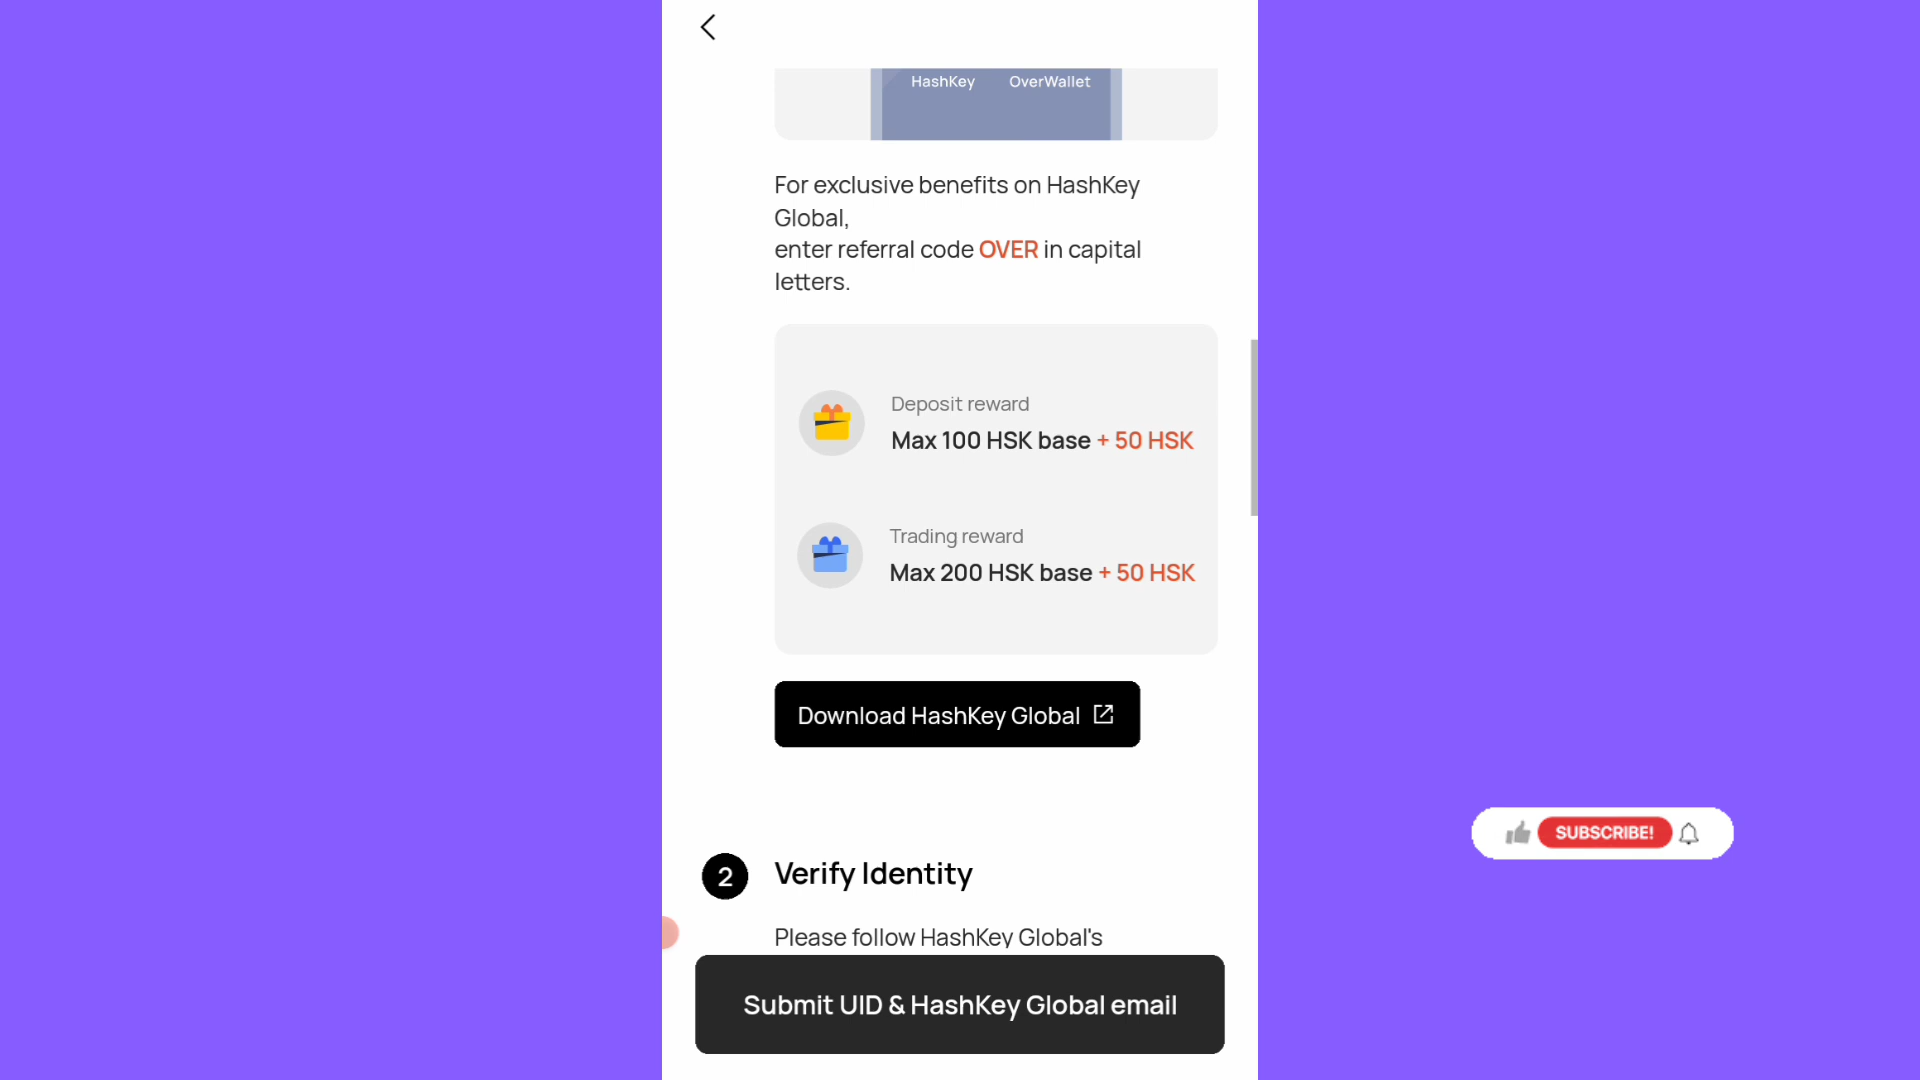 HashKey OverWallet
For exclusive benefits on HashKey
Global,
enter referral code OVER in capital
letters.
Deposit reward
Max 100 HSK base + 50 HSK
Trading reward
Max 200 HSK base + 50 HSK
Download HashKey Global
2 Verify Identity
Please follow HashKey Global's
Submit UID & HashKey Global email
SUBSCRIBE!